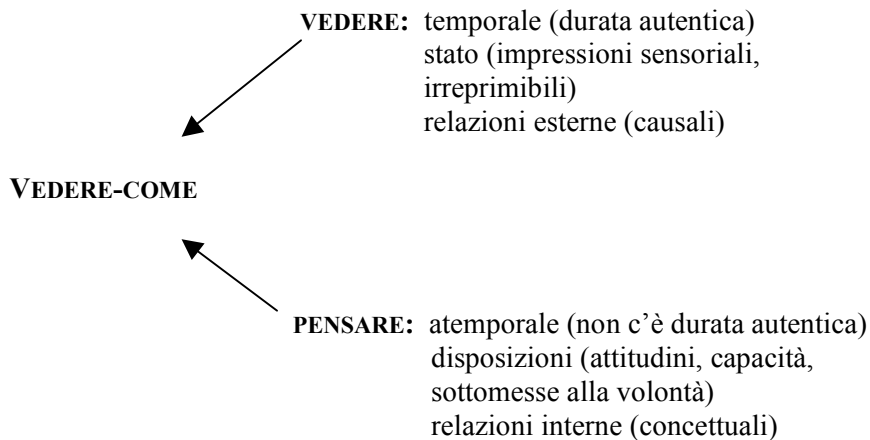 VEDERE: temporale (durata autentica)
stato (impressioni sensoriali,
irreprimibili)
relazioni esterne (causali)
VEDERE-COME
PENSARE: atemporale (non c’è durata autentica)
disposizioni (attitudini, capacità,
sottomesse alla volontà)
relazioni interne (concettuali)